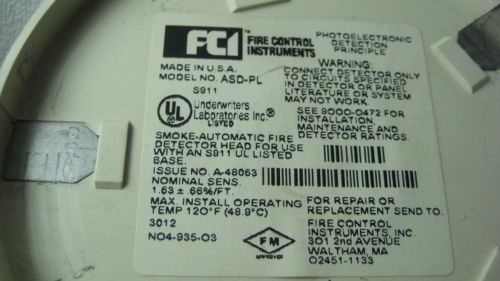 FCI™
FIRE CONTROL
INSTRUMENTS
PHOTOELECTRONIC
DETECTION
PRINCIPLE
MADE IN U.S.A.
MODEL NO. ASD-PL
S911
UL
Underwriters
Laboratories Inc.®
LISTED
SMOKE-AUTOMATIC FIRE
DETECTOR HEAD FOR USE
WITH AN S911 UL LISTED
BASE.
ISSUE NO. A-48063
NOMINAL SENS.
1.63 ± .66%/FT.
MAX. INSTALL OPERATING
TEMP 120°F (48.9°C)
3012
N04-935-03
WARNING:
CONNECT DETECTOR ONLY
TO CIRCUITS SPECIFIED
IN DETECTOR OR PANEL
LITERATURE OR SYSTEM
MAY NOT OPERATE.
SEE 9000-0472 FOR
INSTALLATION,
MAINTENANCE AND
DETECTOR RATINGS.
FOR REPAIR OR
REPLACEMENT SEND TO:
FIRE CONTROL
INSTRUMENTS, INC.
301 2nd AVENUE
WALTHAM, MA
02451-1133
FM
APPROVED